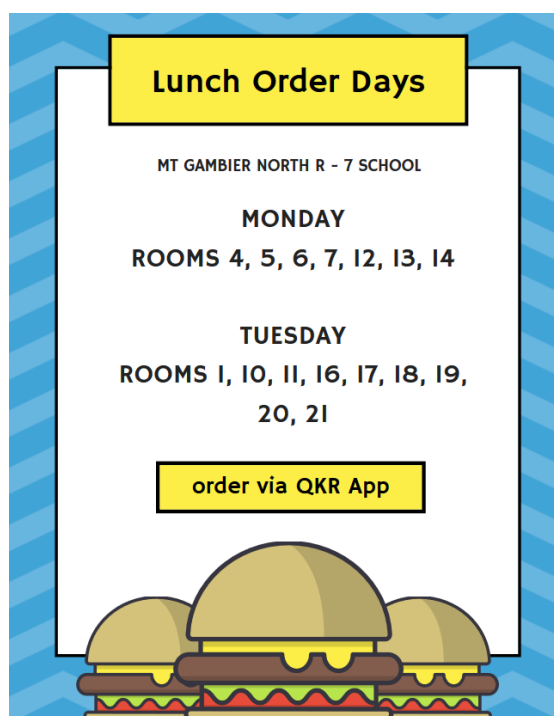 Lunch Order Days
MT GAMBIER NORTH R - 7 SCHOOL
MONDAY
ROOMS 4, 5, 6, 7, 12, 13, 14
TUESDAY
ROOMS 1, 10, 11, 16, 17, 18, 19,
20, 21
order via QKR App